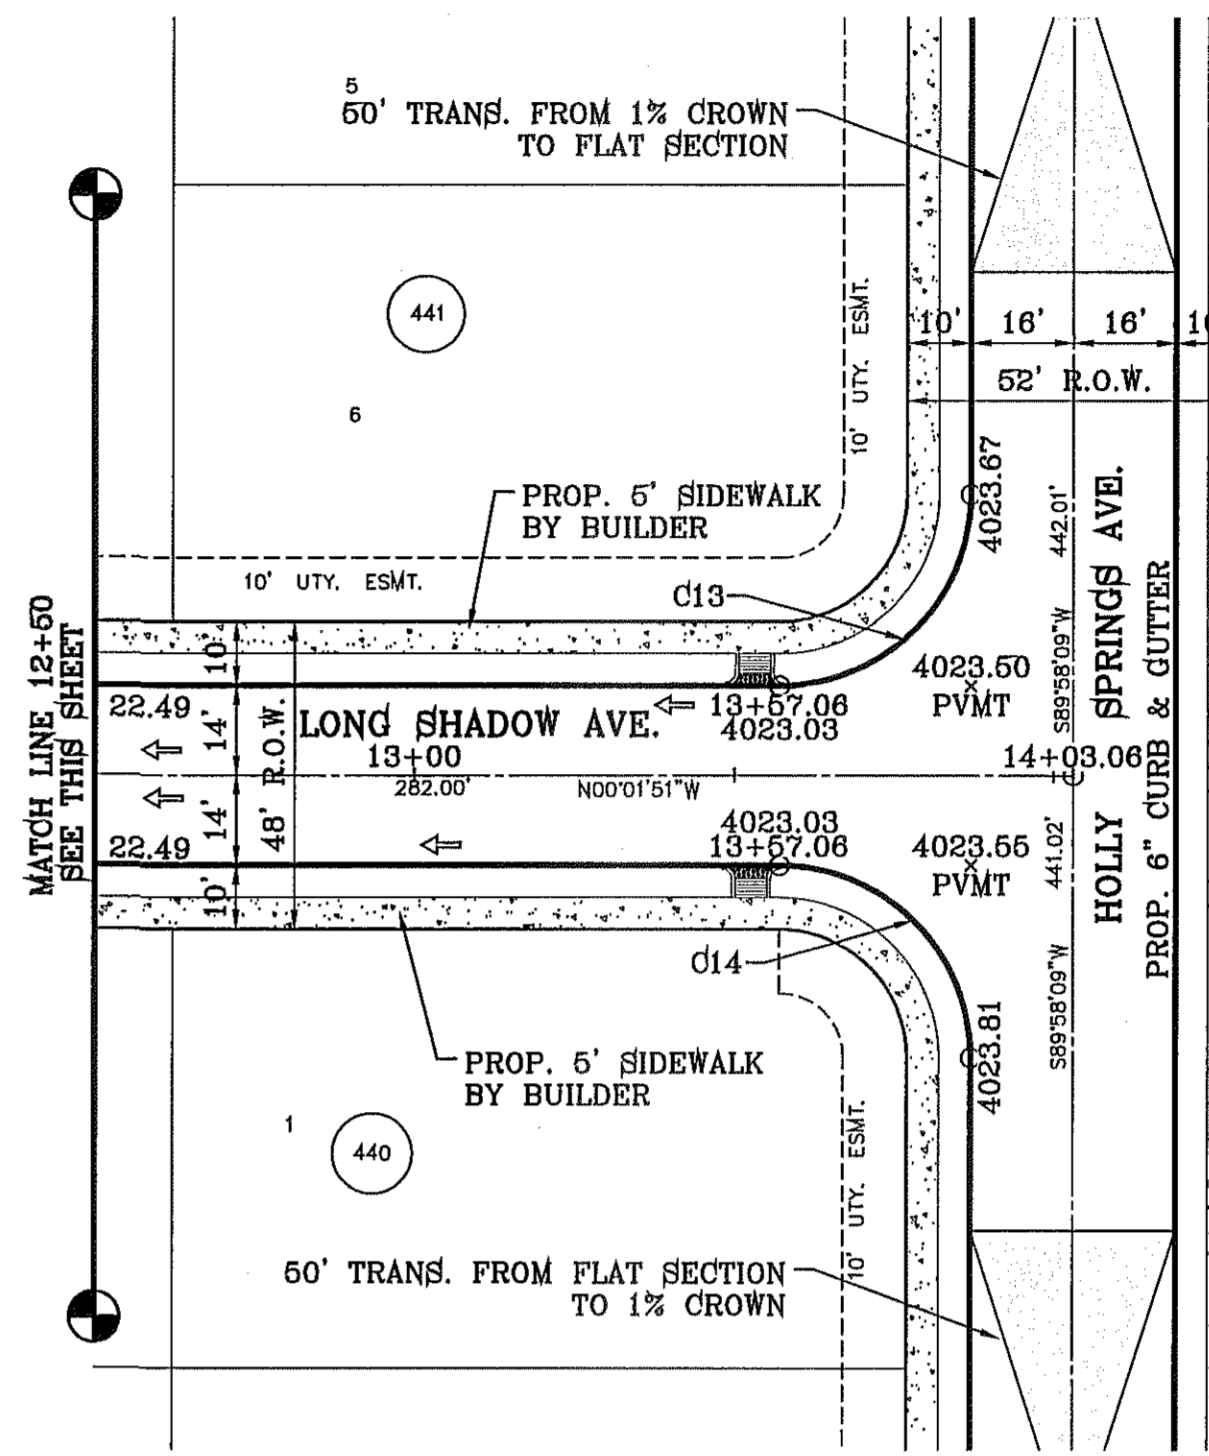 5
50' TRANS. FROM 1% CROWN
TO FLAT SECTION
441
6
10' UTY. ESMT.
10'
16'
16'
52' R.O.W.
PROP. 5' SIDEWALK
BY BUILDER
4023.67
442.01'
S89°58'09"W
10' UTY. ESMT.
C13
MATCH LINE 12+50
SEE THIS SHEET
10'
22.49
14'
48' R.O.W.
LONG SHADOW AVE.
13+57.06
4023.03
4023.50
PVMT
13+00
282.00'
N00°01'51"W
14+03.06
14'
22.49
10'
4023.03
13+57.06
4023.55
PVMT
441.02'
S89°58'09"W
HOLLY SPRINGS AVE.
PROP. 6" CURB & GUTTER
C14
4023.81
PROP. 5' SIDEWALK
BY BUILDER
1
440
10' UTY. ESMT.
50' TRANS. FROM FLAT SECTION
TO 1% CROWN